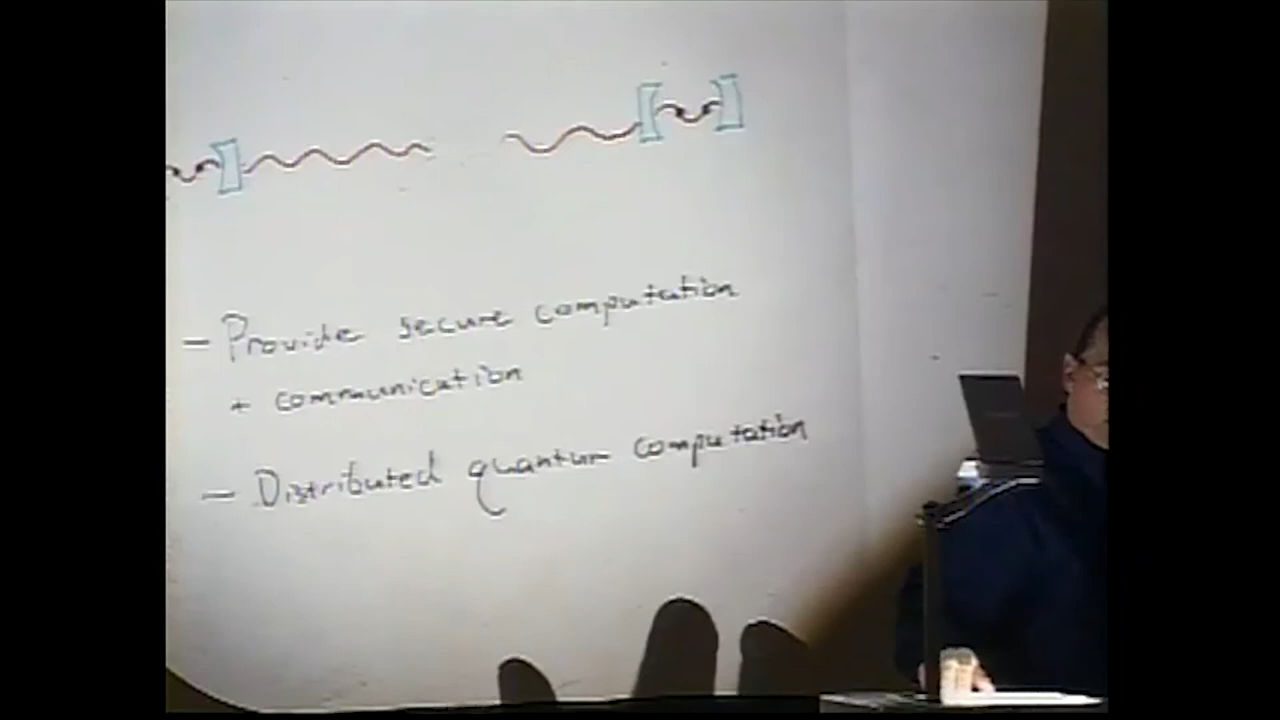 - Provide secure computation
+ communication
- Distributed quantum computation